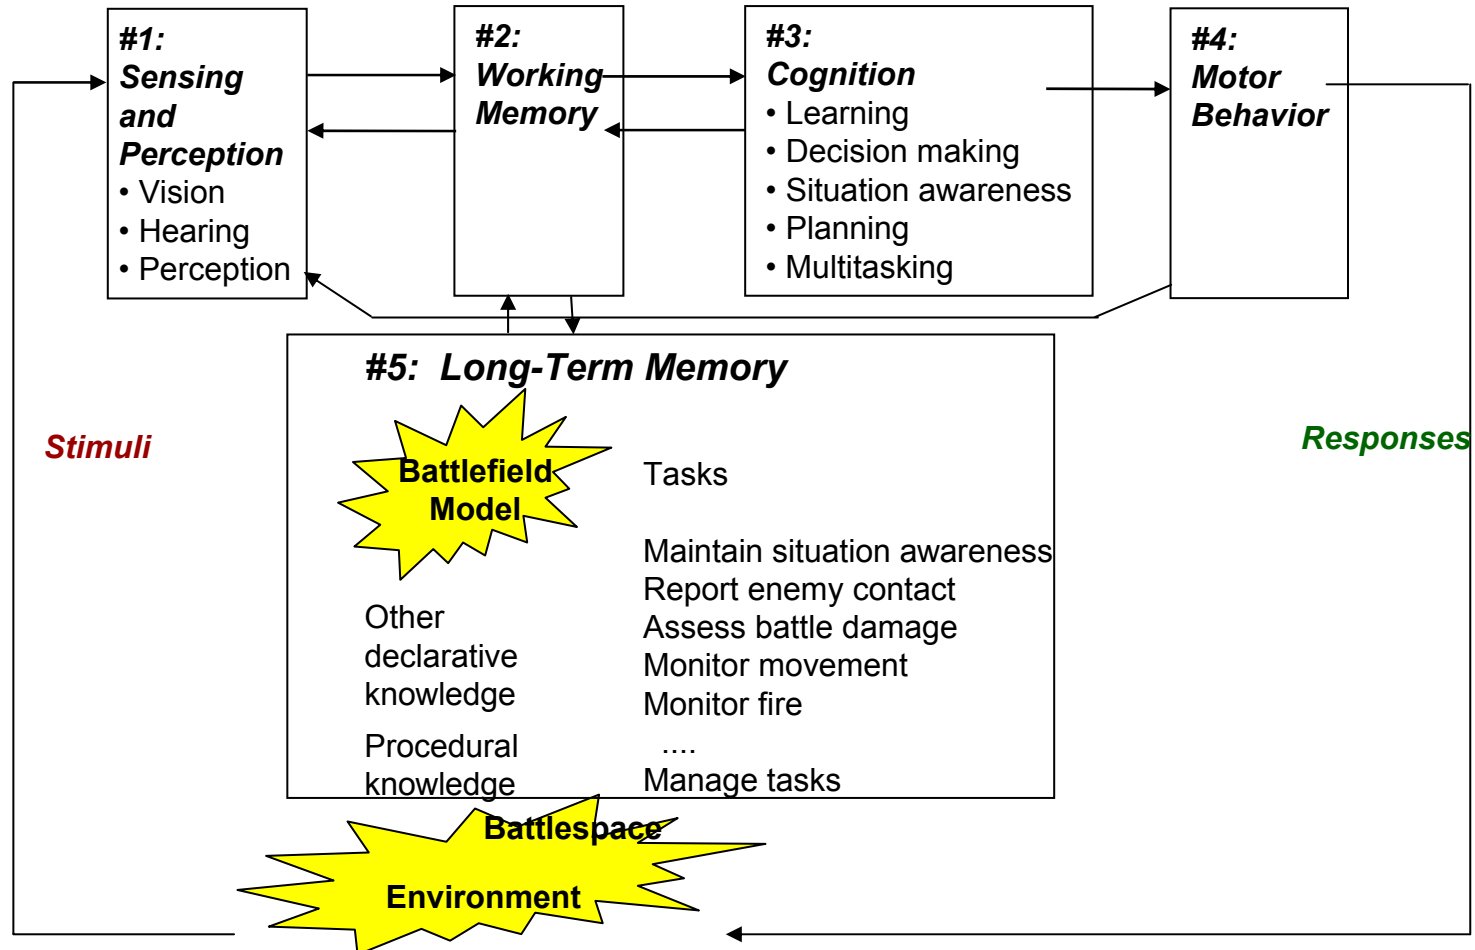 #1:
Sensing
and
Perception
• Vision
• Hearing
• Perception
#2:
Working
Memory
#3:
Cognition
• Learning
• Decision making
• Situation awareness
• Planning
• Multitasking
#4:
Motor
Behavior
#5: Long-Term Memory
Stimuli
Responses
Battlefield
Model
Other
declarative
knowledge
Procedural
knowledge
Tasks
Maintain situation awareness
Report enemy contact
Assess battle damage
Monitor movement
Monitor fire
....
Manage tasks
Battlespace
Environment